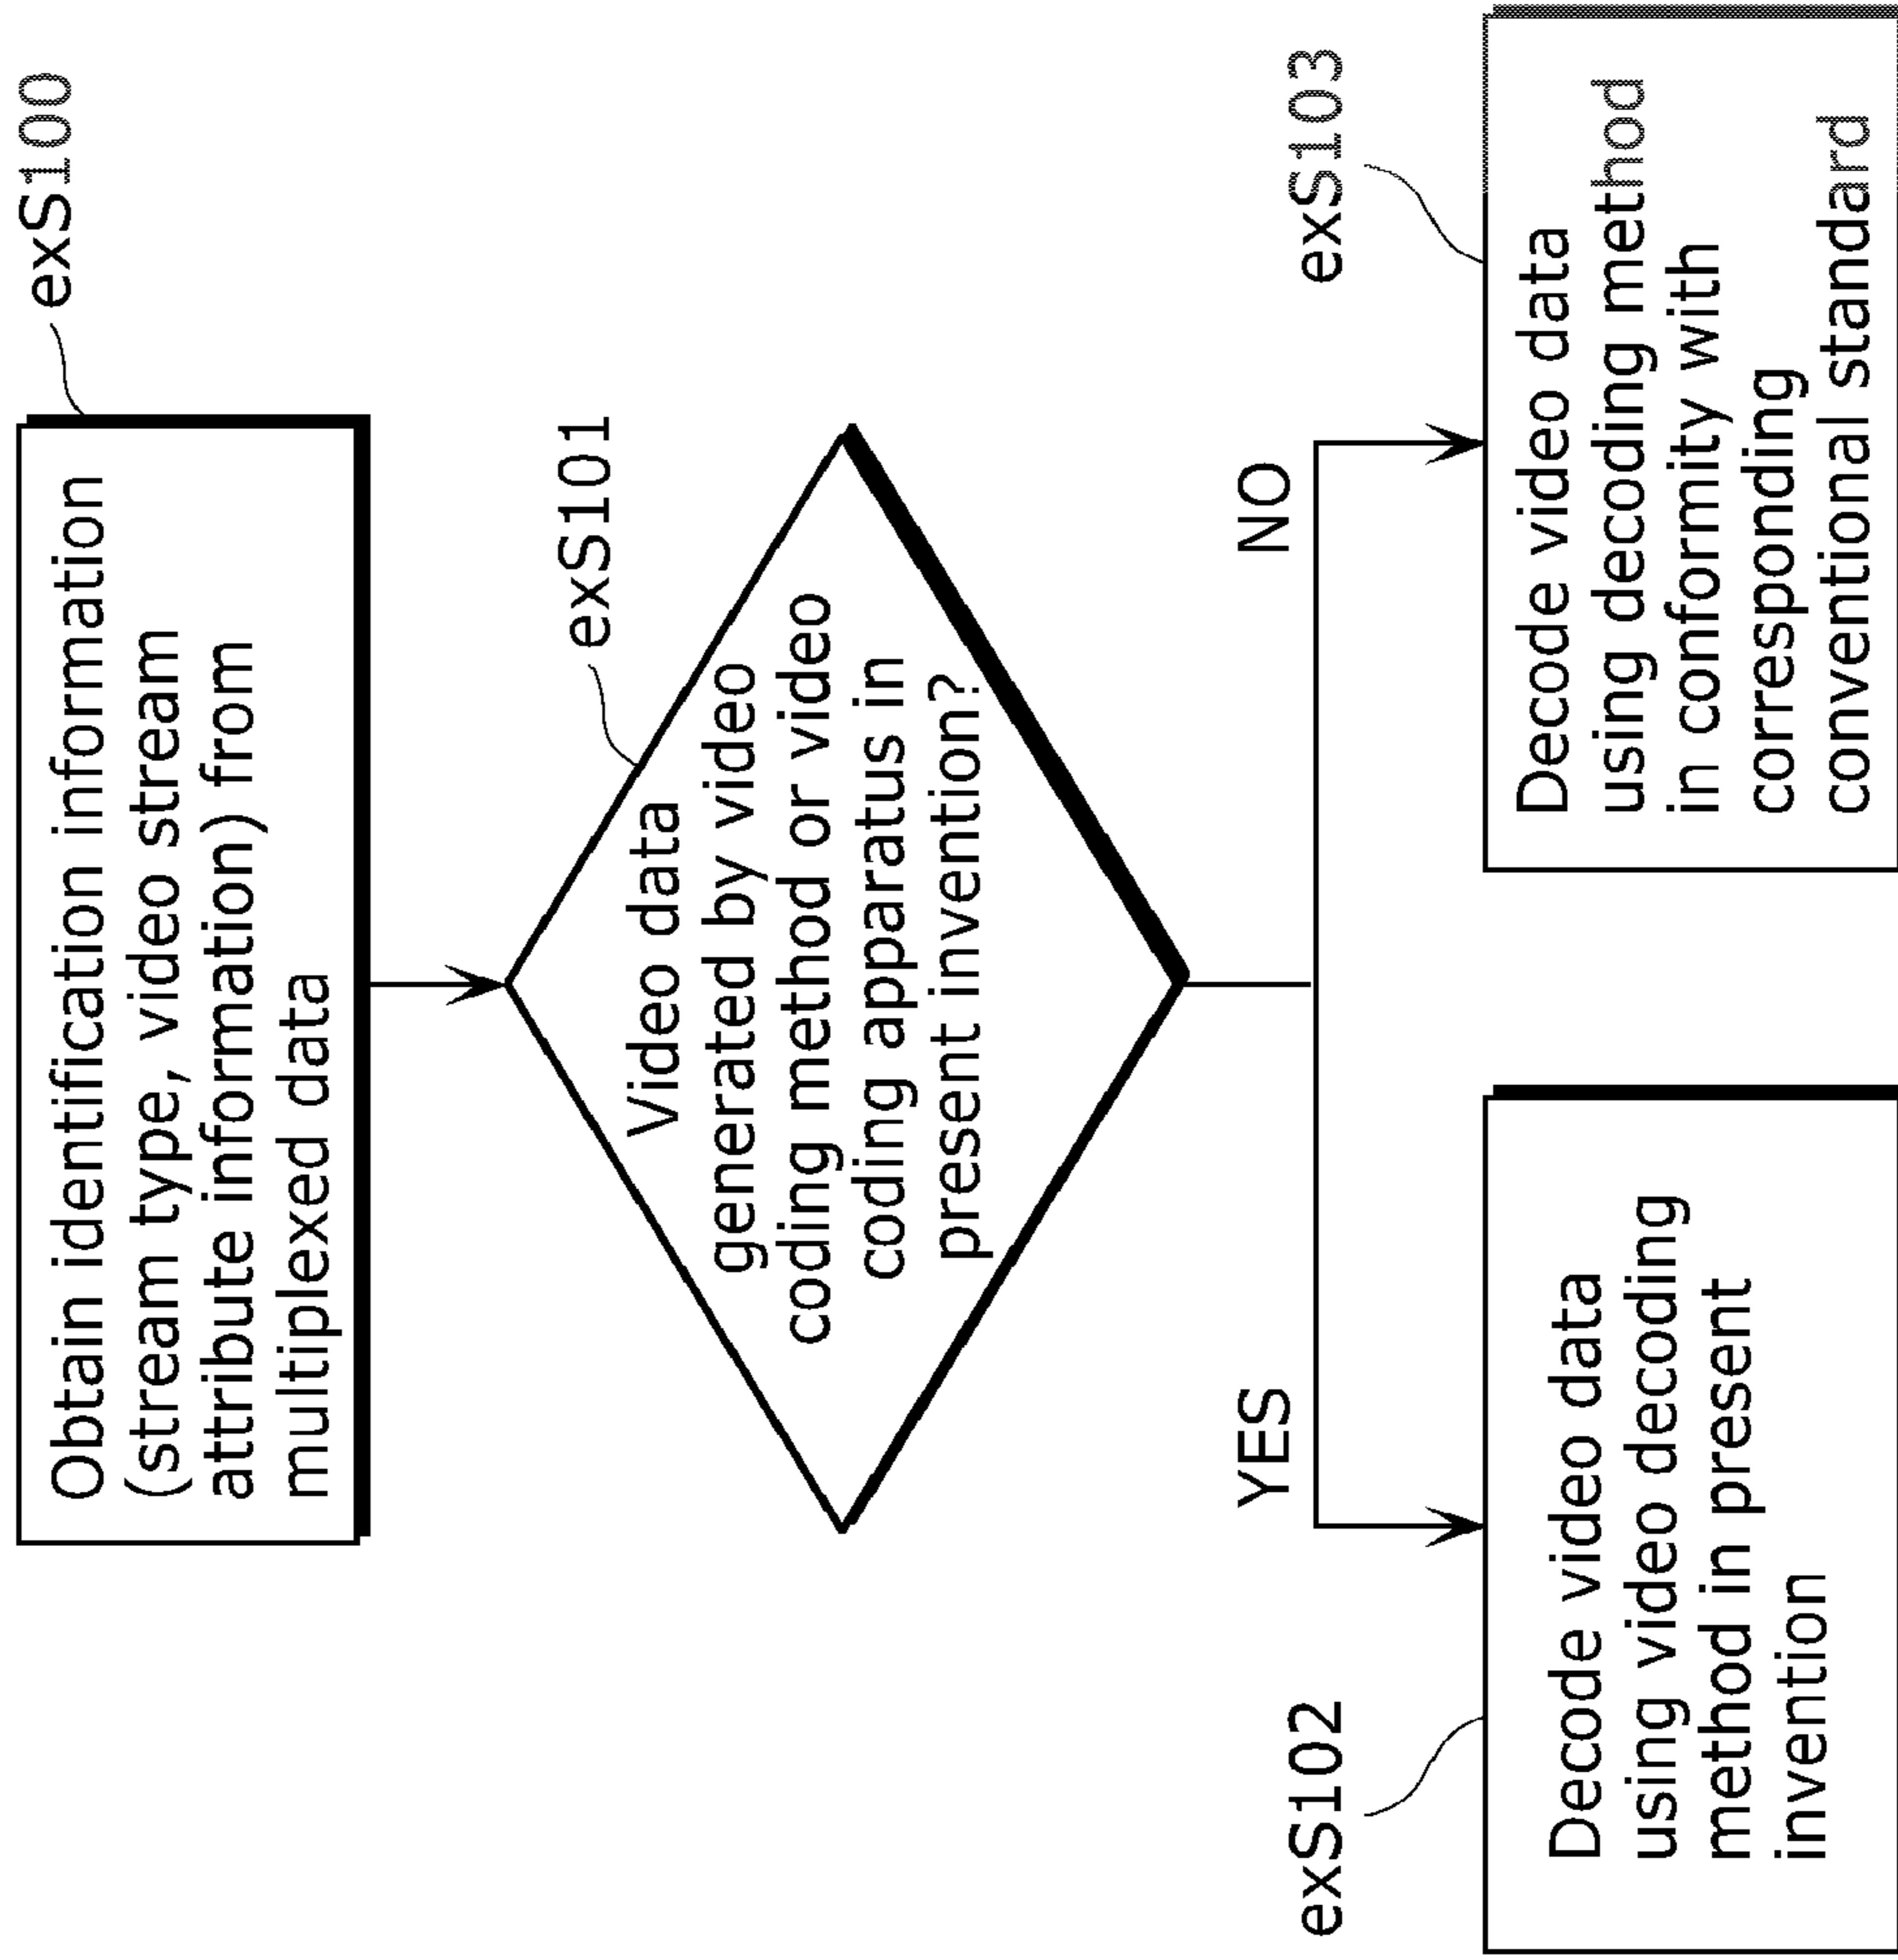 exS100
Obtain identification information
(stream type, video stream
attribute information) from
multiplexed data
exS101
Video data
generated by video
coding method or video
coding apparatus in
present invention?
YES
NO
exS102
Decode video data
using video decoding
method in present
invention
exS103
Decode video data
using decoding method
in conformity with
corresponding
conventional standard